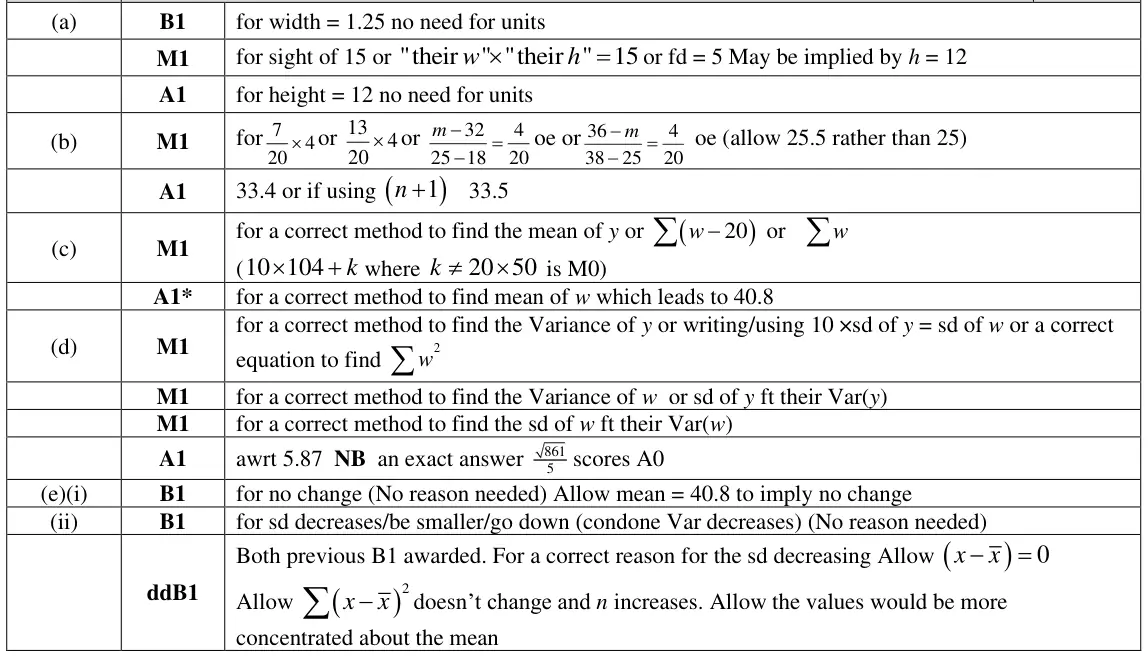 (a) B1 for width = 1.25 no need for units
M1 for sight of 15 or "their w"×"their h" = 15 or fd = 5 May be implied by h = 12
A1 for height = 12 no need for units
(b) M1 for 7/20 × 4 or 13/20 × 4 or (m − 32)/(25 − 18) = 4/20 oe or (36 − m)/(38 − 25) = 4/20 oe (allow 25.5 rather than 25)
A1 33.4 or if using (n + 1) 33.5
(c) M1 for a correct method to find the mean of y or ∑(w − 20) or ∑w
(10×104 + k where k ≠ 20×50 is M0)
A1* for a correct method to find mean of w which leads to 40.8
(d) M1 for a correct method to find the Variance of y or writing/using 10 ×sd of y = sd of w or a correct
equation to find ∑w²
M1 for a correct method to find the Variance of w or sd of y ft their Var(y)
M1 for a correct method to find the sd of w ft their Var(w)
A1 awrt 5.87 NB an exact answer √861/5 scores A0
(e)(i) B1 for no change (No reason needed) Allow mean = 40.8 to imply no change
(ii) B1 for sd decreases/be smaller/go down (condone Var decreases) (No reason needed)
ddB1 Both previous B1 awarded. For a correct reason for the sd decreasing Allow (x − x̄) = 0
Allow ∑(x − x̄)² doesn't change and n increases. Allow the values would be more
concentrated about the mean